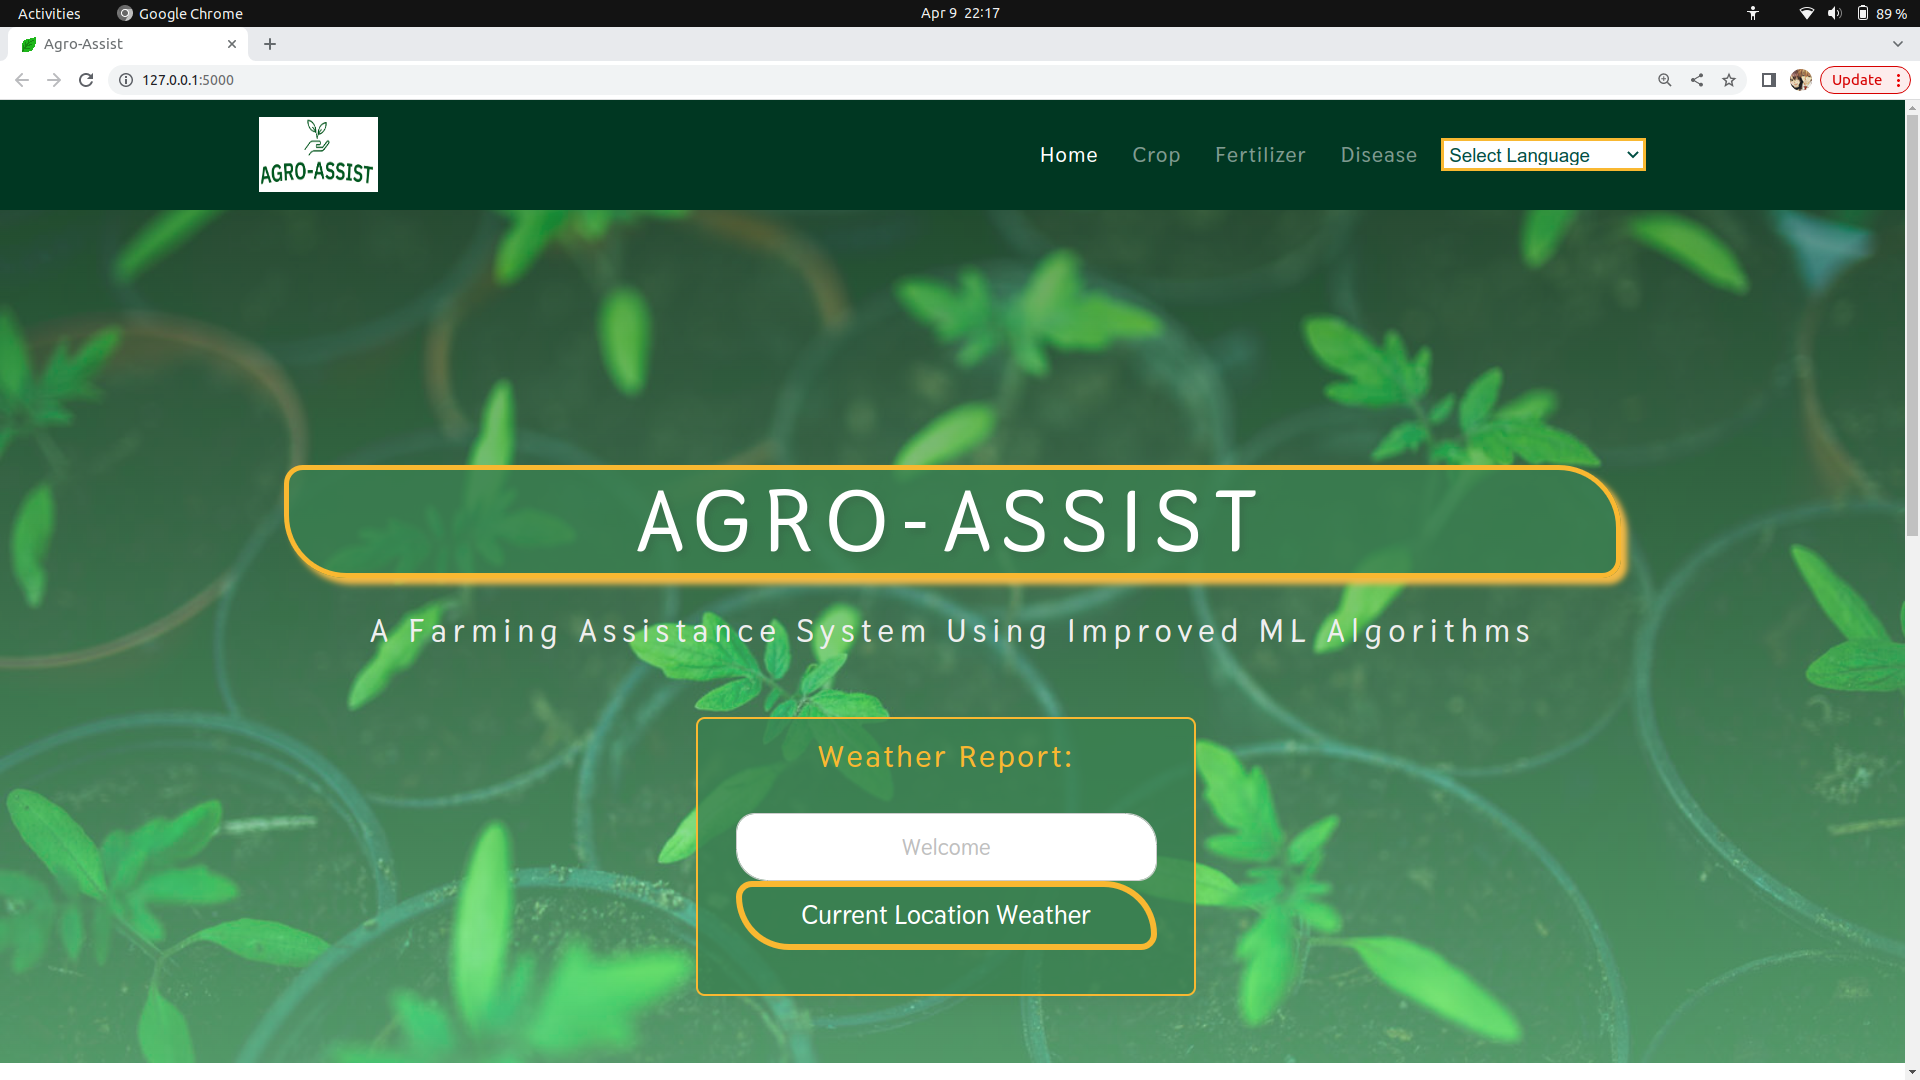 Activities Google Chrome Apr 9 22:17 89 %
Agro-Assist
127.0.0.1:5000 Update
AGRO-ASSIST
Home Crop Fertilizer Disease Select Language
AGRO-ASSIST
A Farming Assistance System Using Improved ML Algorithms
Weather Report:
Welcome
Current Location Weather